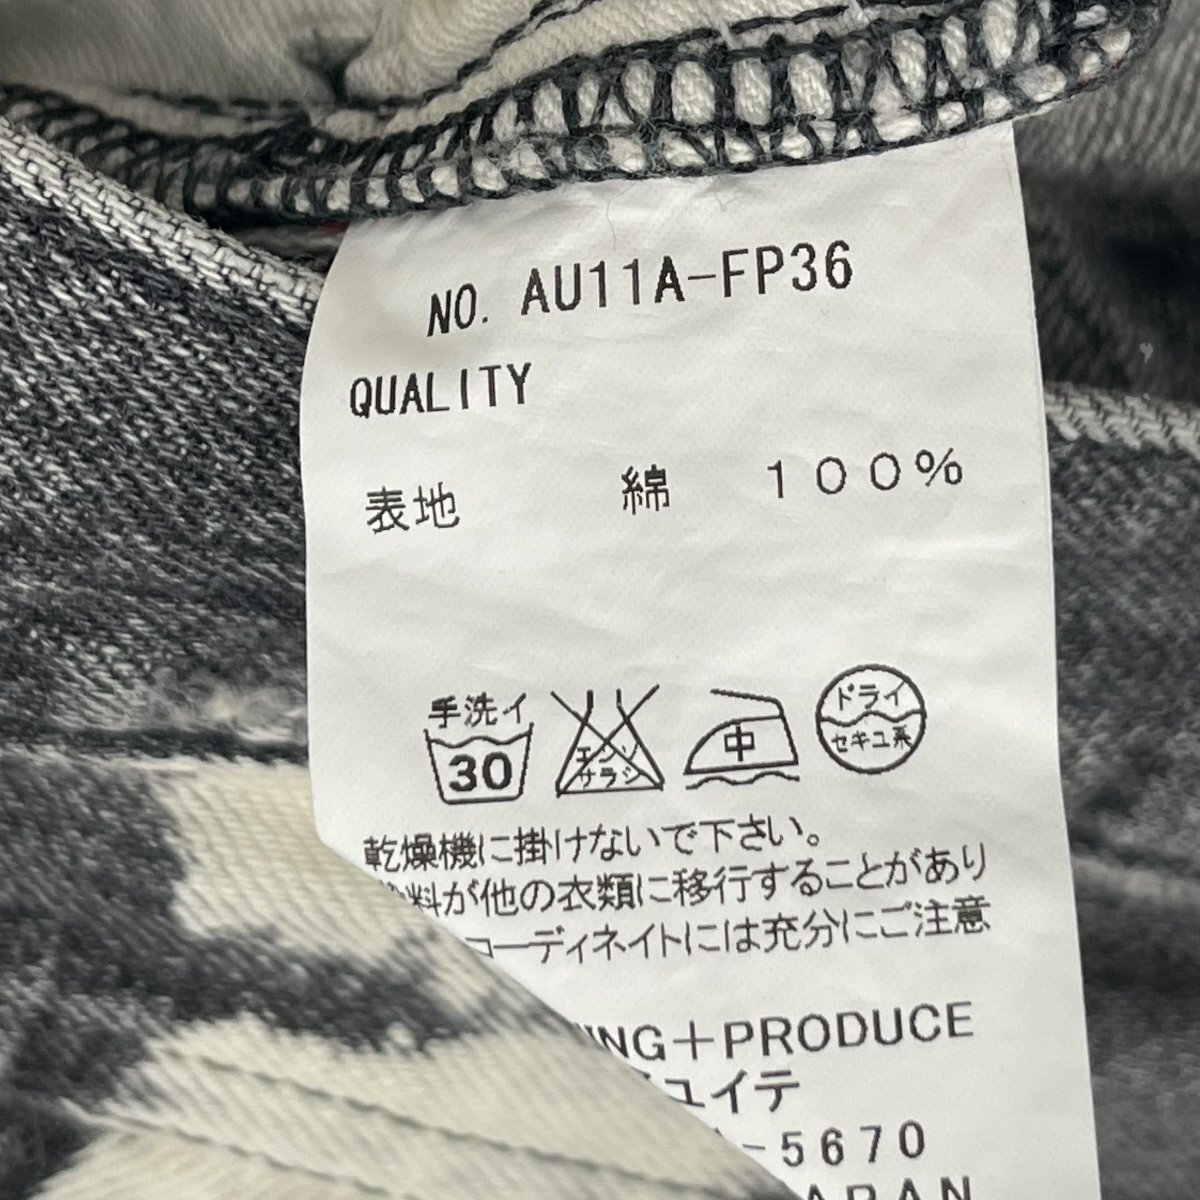 NO. AU11A-FP36
QUALITY
表地 綿 100%
手洗イ
30
エンソ
サラシ
中
ドライ
セキユ系
乾燥機に掛けないで下さい。
料が他の衣類に移行することがあり
コーディネイトには充分にご注意
NG+PRODUCE
ユイテ
-5670
APAN